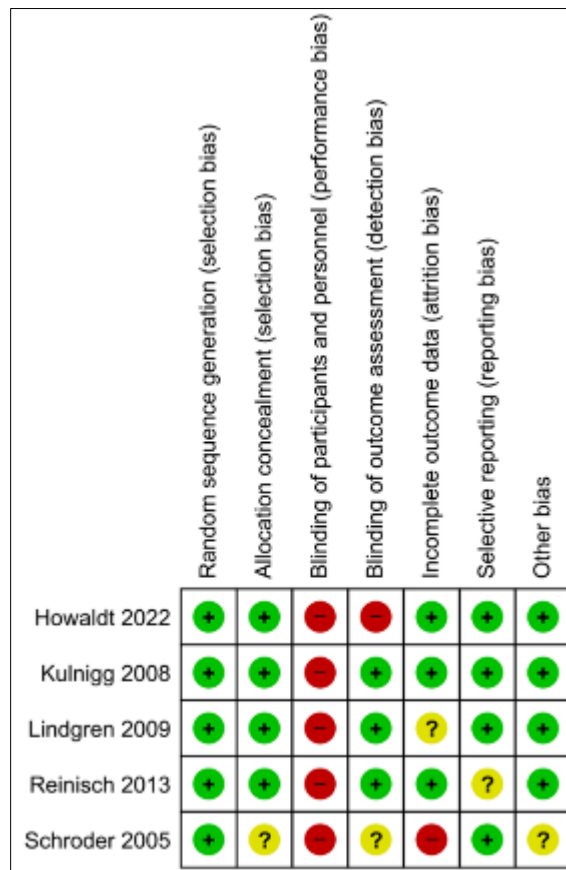 Random sequence generation (selection bias)
Allocation concealment (selection bias)
Blinding of participants and personnel (performance bias)
Blinding of outcome assessment (detection bias)
Incomplete outcome data (attrition bias)
Selective reporting (reporting bias)
Other bias
Howaldt 2022 + + - - + + +
Kulnigg 2008 + + - + + + +
Lindgren 2009 + + - + ? + +
Reinisch 2013 + + - + + ? +
Schroder 2005 + ? - ? - + ?